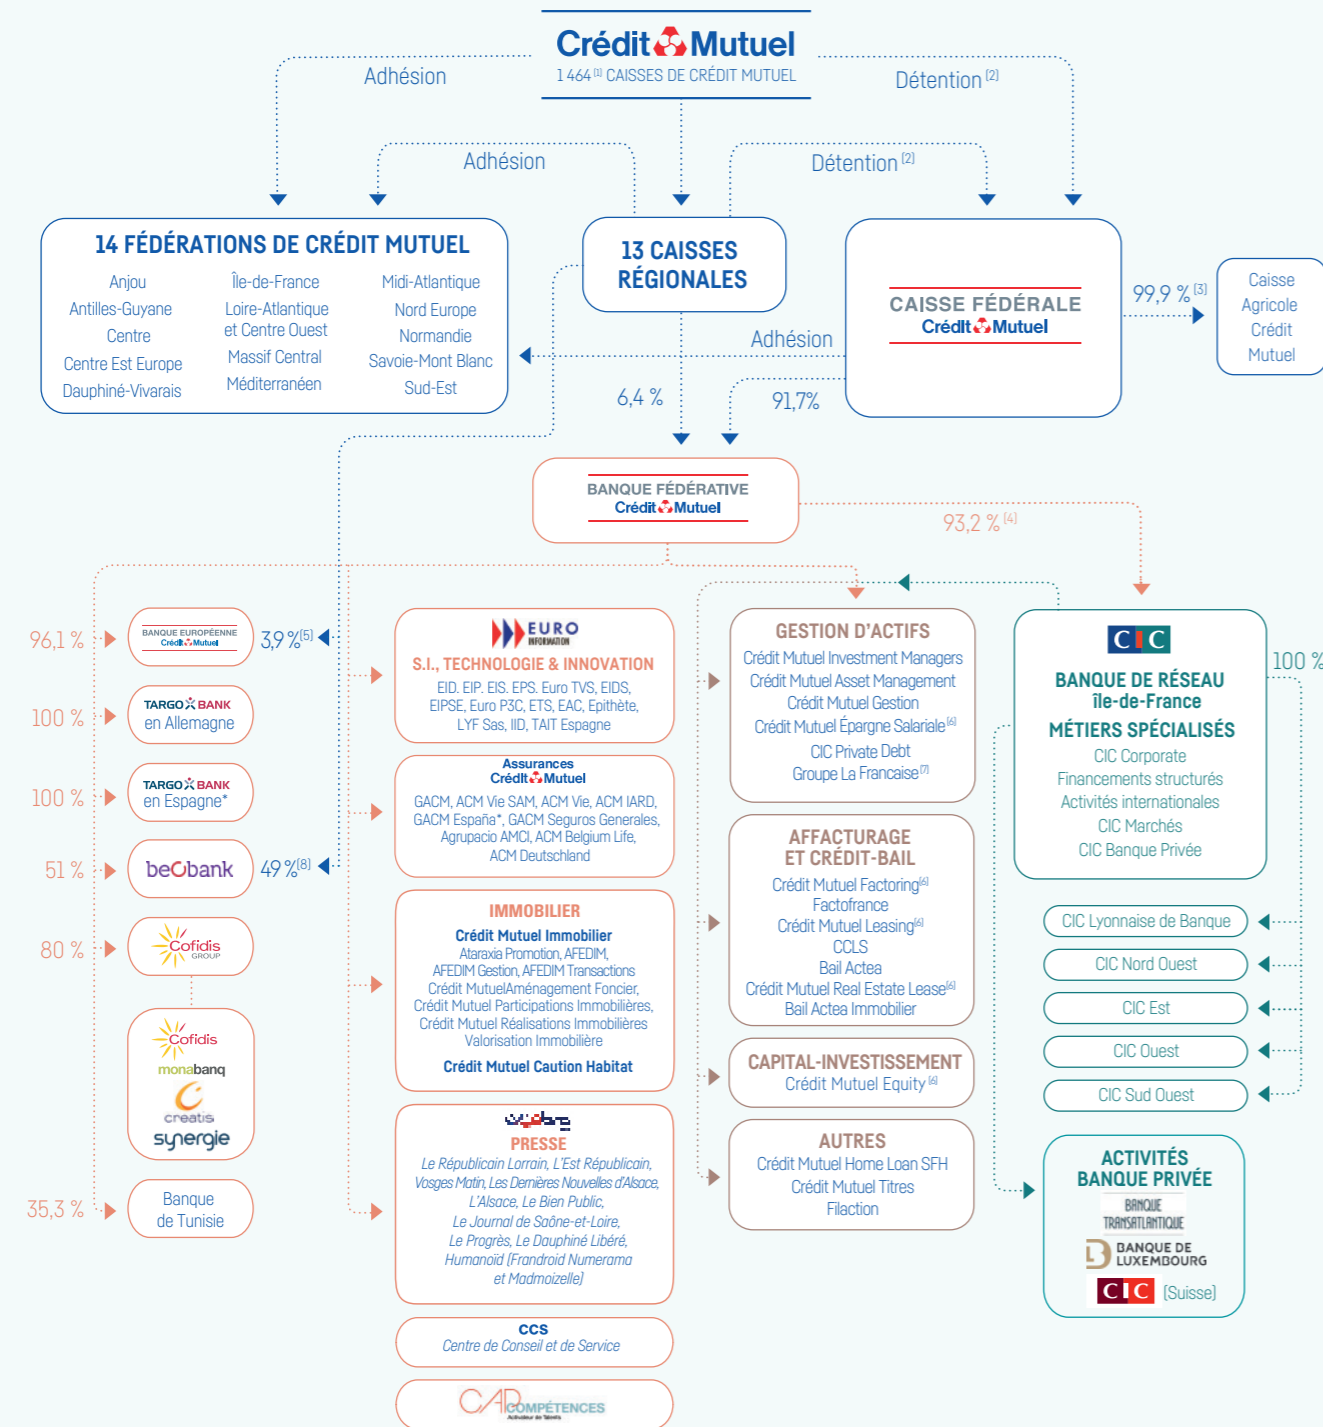 Crédit Mutuel
1 464 (1) CAISSES DE CRÉDIT MUTUEL
Adhésion
Détention (2)
Adhésion
Détention (2)
14 FÉDÉRATIONS DE CRÉDIT MUTUEL
Anjou
Antilles-Guyane
Centre
Centre Est Europe
Dauphiné-Vivarais
Île-de-France
Loire-Atlantique
et Centre Ouest
Massif Central
Méditerranéen
Midi-Atlantique
Nord Europe
Normandie
Savoie-Mont Blanc
Sud-Est
13 CAISSES
RÉGIONALES
CAISSE FÉDÉRALE
Crédit Mutuel
99,9 % (3)
Caisse
Agricole
Crédit
Mutuel
Adhésion
6,4 %
91,7%
BANQUE FÉDÉRATIVE
Crédit Mutuel
93,2 % (4)
96,1 %
BANQUE EUROPÉENNE
Crédit Mutuel
3,9 %(5)
100 %
TARGO BANK
en Allemagne
100 %
TARGO BANK
en Espagne*
51 %
beobank
49 %(8)
80 %
Cofidis
GROUP
Cofidis
monabanq
creatis
synergie
35,3 %
Banque
de Tunisie
EURO
INFORMATION
S.I., TECHNOLOGIE & INNOVATION
EID. EIP. EIS. EPS. Euro TVS, EIDS,
EIPSE, Euro P3C, ETS, EAC, Epithète,
LYF Sas, IID, TAIT Espagne
Assurances
Crédit Mutuel
GACM, ACM Vie SAM, ACM Vie, ACM IARD,
GACM España*, GACM Seguros Generales,
Agrupacio AMCI, ACM Belgium Life,
ACM Deutschland
IMMOBILIER
Crédit Mutuel Immobilier
Ataraxia Promotion, AFEDIM,
AFEDIM Gestion, AFEDIM Transactions
Crédit MutuelAménagement Foncier,
Crédit Mutuel Participations Immobilières,
Crédit Mutuel Réalisations Immobilières
Valorisation Immobilière
Crédit Mutuel Caution Habitat
PRESSE
Le Républicain Lorrain, L'Est Républicain,
Vosges Matin, Les Dernières Nouvelles d'Alsace,
L'Alsace, Le Bien Public,
Le Journal de Saône-et-Loire,
Le Progrès, Le Dauphiné Libéré,
Humanoïd (Frandroid Numerama
et Madmoizelle)
CCS
Centre de Conseil et de Service
CAP COMPÉTENCES
Activateur de Talents
GESTION D'ACTIFS
Crédit Mutuel Investment Managers
Crédit Mutuel Asset Management
Crédit Mutuel Gestion
Crédit Mutuel Épargne Salariale(6)
CIC Private Debt
Groupe La Francaise(7)
AFFACTURAGE
ET CRÉDIT-BAIL
Crédit Mutuel Factoring(6)
Factofrance
Crédit Mutuel Leasing(6)
CCLS
Bail Actea
Crédit Mutuel Real Estate Lease(6)
Bail Actea Immobilier
CAPITAL-INVESTISSEMENT
Crédit Mutuel Equity (6)
AUTRES
Crédit Mutuel Home Loan SFH
Crédit Mutuel Titres
Filaction
CIC
BANQUE DE RÉSEAU
île-de-France
MÉTIERS SPÉCIALISÉS
CIC Corporate
Financements structurés
Activités internationales
CIC Marchés
CIC Banque Privée
100 %
CIC Lyonnaise de Banque
CIC Nord Ouest
CIC Est
CIC Ouest
CIC Sud Ouest
ACTIVITÉS
BANQUE PRIVÉE
BANQUE
TRANSATLANTIQUE
BANQUE DE
LUXEMBOURG
CIC (Suisse)